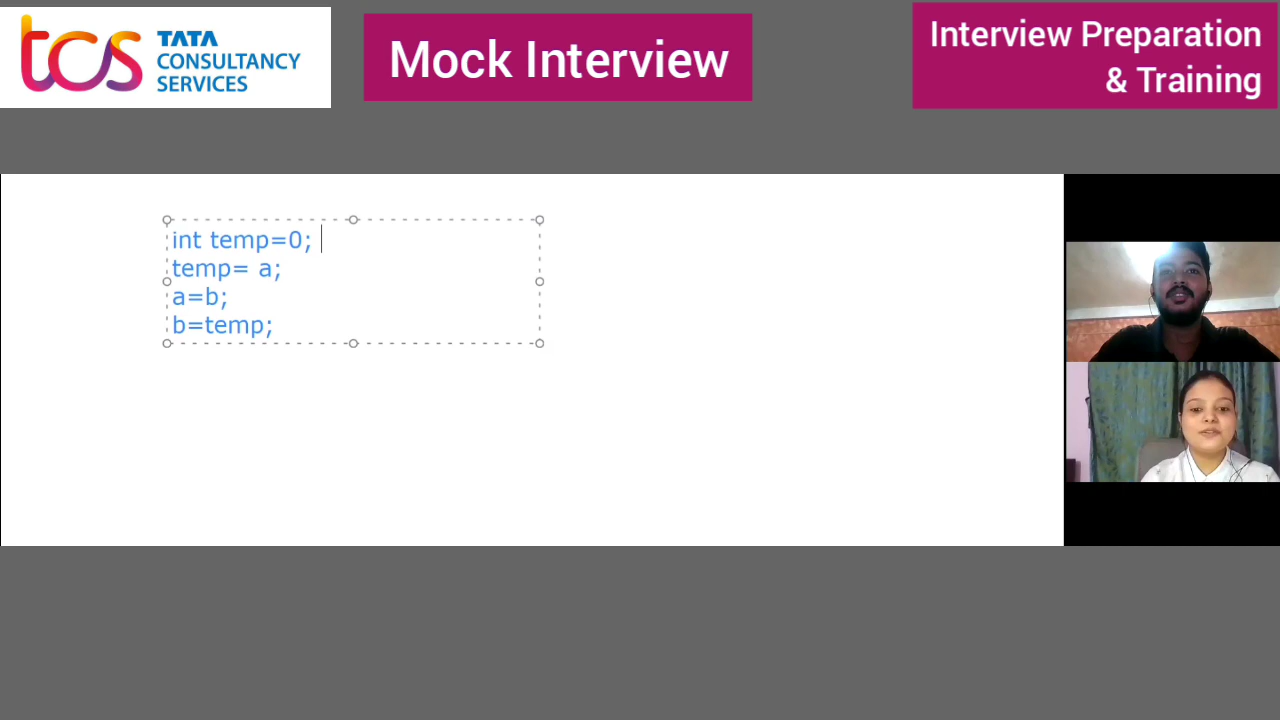 tcs
TATA
CONSULTANCY
SERVICES
Mock Interview
Interview Preparation
& Training
int temp=0;
temp= a;
a=b;
b=temp;